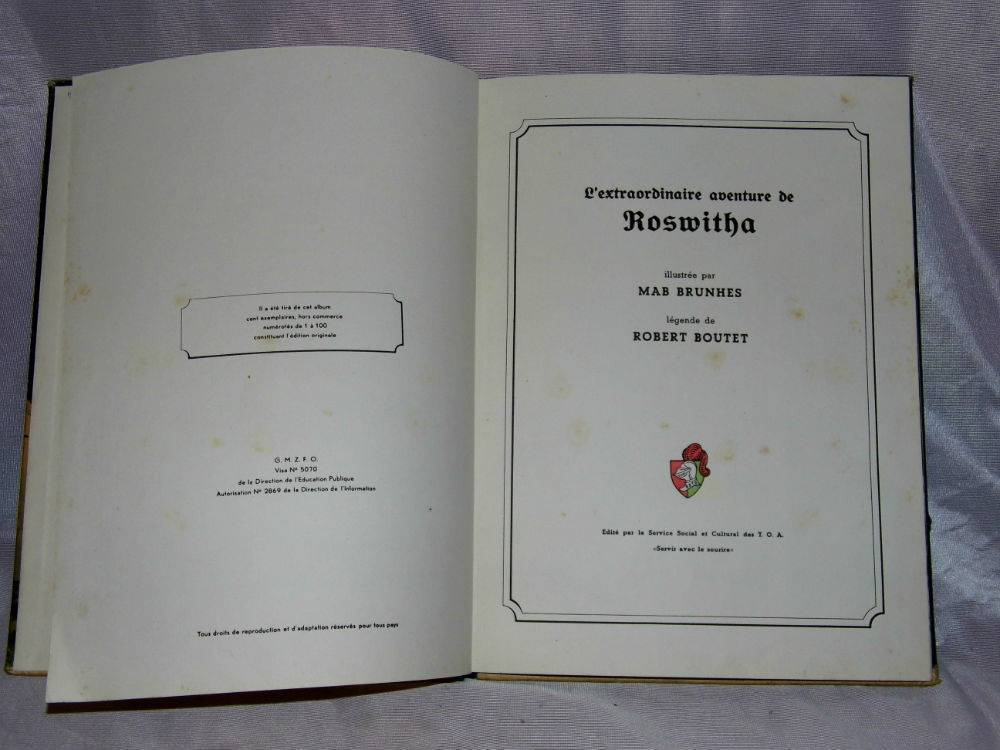 Il a été tiré de cet album
cent exemplaires, hors commerce
numérotés de 1 à 100
constituant l'édition originale
G. M. Z. F. O.
Visa Nº 5070
de la Direction de l'Education Publique
Autorisation Nº 2869 de la Direction de l'Information
Tous droits de reproduction et d'adaptation réservés pour tous pays
L'extraordinaire aventure de
Roswitha
illustrée par
MAB BRUNHES
légende de
ROBERT BOUTET
Edité par le Service Social et Cultural des T. O. A.
«Servir avec le sourire»